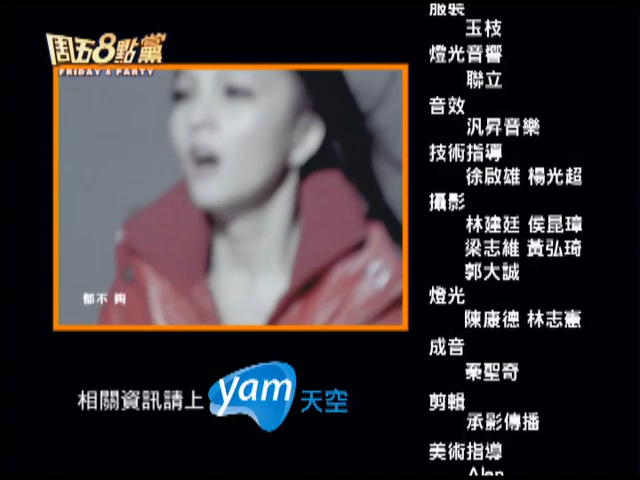 周五8點黨
FRIDAY 8 PARTY
都不 夠
相關資訊請上 yam 天空
服裝
玉枝
燈光音響
聯立
音效
汎昇音樂
技術指導
徐啟雄 楊光超
攝影
林建廷 侯昆璋
梁志維 黃弘琦
郭大誠
燈光
陳康德 林志憲
成音
秦聖奇
剪輯
承影傳播
美術指導
Alan